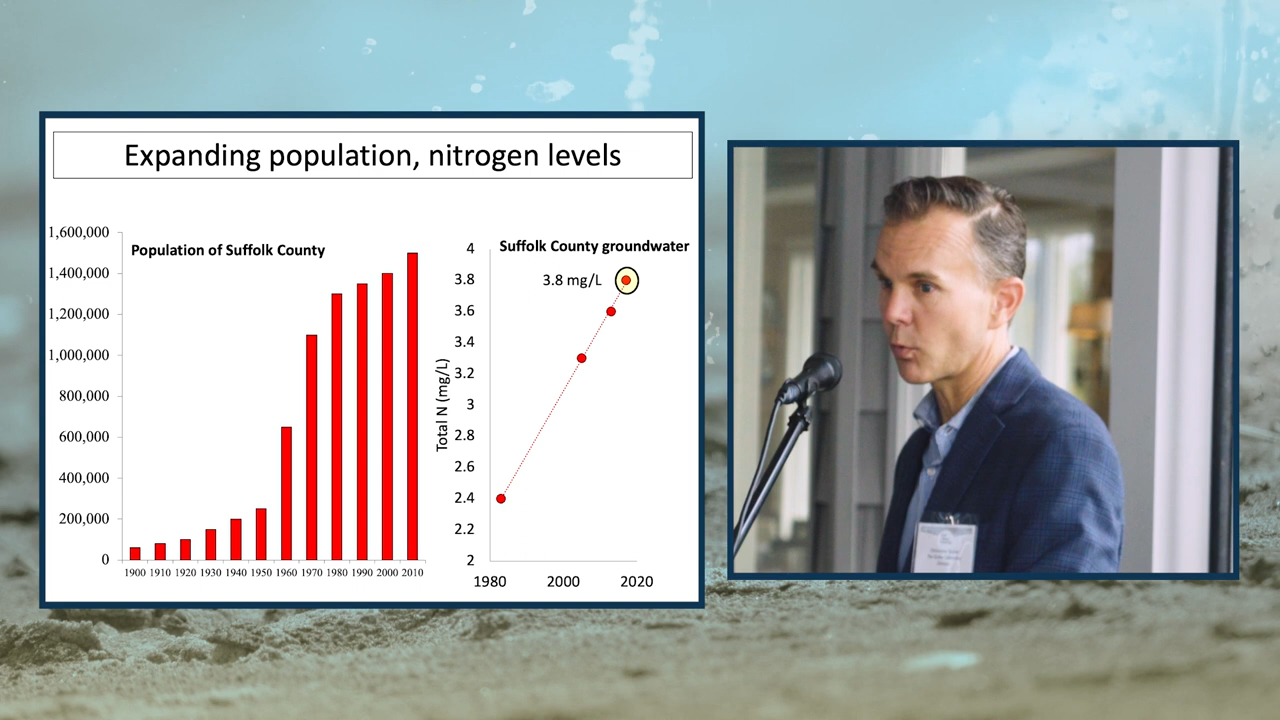 Expanding population, nitrogen levels
Population of Suffolk County
1,600,000
1,400,000
1,200,000
1,000,000
800,000
600,000
400,000
200,000
0
1900 1910 1920 1930 1940 1950 1960 1970 1980 1990 2000 2010
Suffolk County groundwater
3.8 mg/L
Total N (mg/L)
4
3.8
3.6
3.4
3.2
3
2.8
2.6
2.4
2.2
2
1980 2000 2020